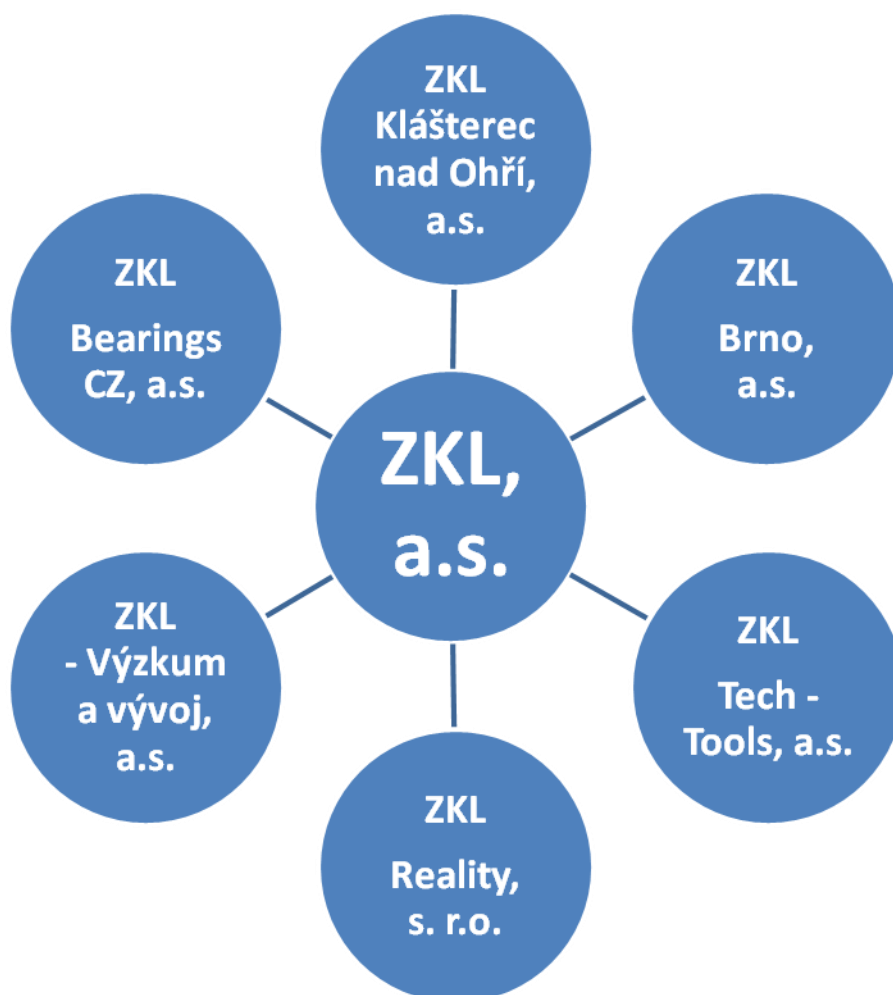 ZKL
Klášterec
nad Ohří,
a.s.
ZKL
Bearings
CZ, a.s.
ZKL
Brno,
a.s.
ZKL,
a.s.
ZKL
- Výzkum
a vývoj,
a.s.
ZKL
Tech -
Tools, a.s.
ZKL
Reality,
s. r.o.